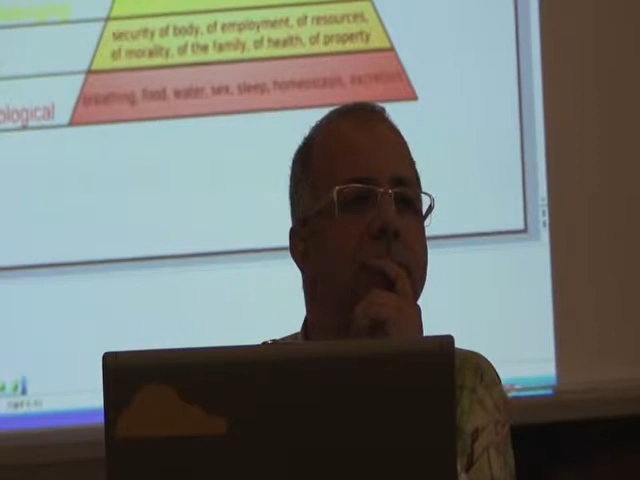 security of body, of employment, of resources,
of morality, of the family, of health, of property
breathing, food, water, sex, sleep, homeostasis, excretion
ological